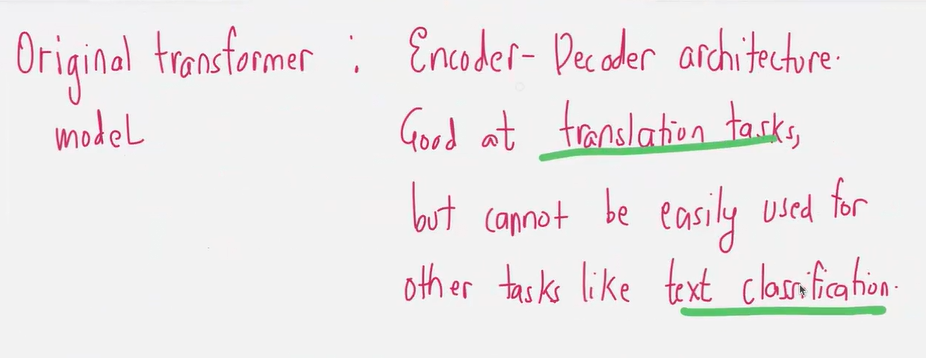 Original transformer : Encoder-Decoder architecture.
model Good at translation tasks,
but cannot be easily used for
other tasks like text classification.